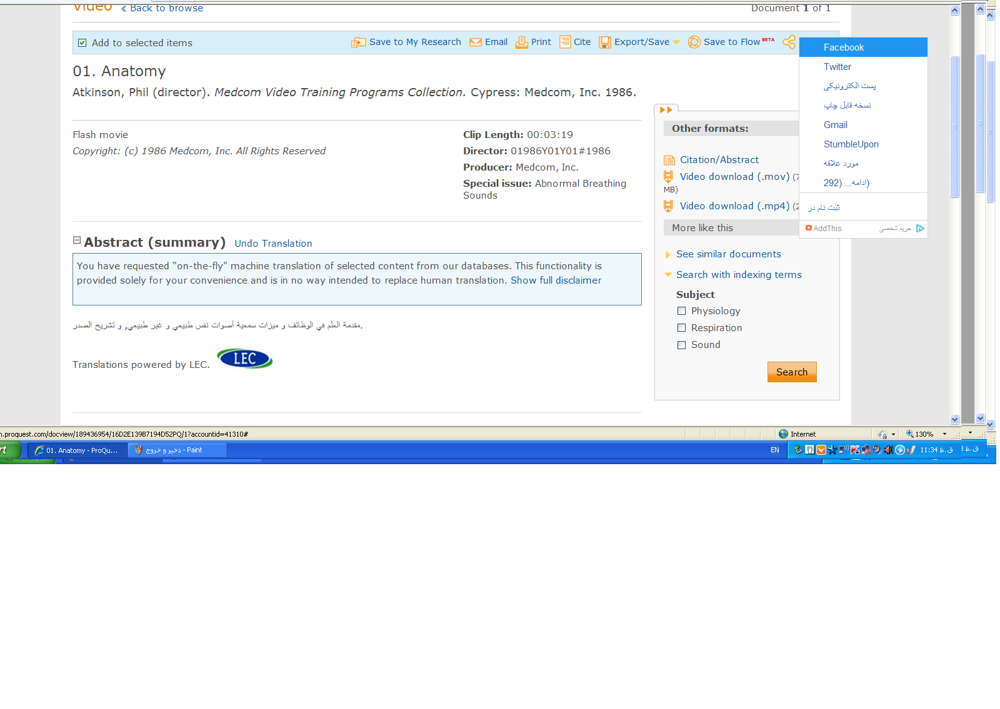 Video « Back to browse
Document 1 of 1
Add to selected items
Save to My Research Email Print Cite Export/Save Save to Flow BETA
01. Anatomy
Atkinson, Phil (director). Medcom Video Training Programs Collection. Cypress: Medcom, Inc. 1986.
Flash movie
Copyright: (c) 1986 Medcom, Inc. All Rights Reserved
Clip Length: 00:03:19
Director: 01986Y01Y01#1986
Producer: Medcom, Inc.
Special issue: Abnormal Breathing
Sounds
Abstract (summary) Undo Translation
You have requested "on-the-fly" machine translation of selected content from our databases. This functionality is
provided solely for your convenience and is in no way intended to replace human translation. Show full disclaimer
مقدمة العلم في الوظائف و ميزات سمعية أصوات نفس طبيعي و غير طبيعي, و تشريح الصدر.
Translations powered by LEC. LEC
Other formats:
Citation/Abstract
Video download (.mov) (7
MB)
Video download (.mp4) (2
More like this
See similar documents
Search with indexing terms
Subject
Physiology
Respiration
Sound
Search
Facebook
Twitter
پست الکترونیکی
نسخه قابل چاپ
Gmail
StumbleUpon
مورد علاقه
ادامه... (292)
ثبت نام در
AddThis حریم شخصی
n.proquest.com/docview/189436954/16D2E139B7194D52PQ/1?accountid=41310#
Internet 130%
rt 01. Anatomy - ProQu... ذخیر و خروج - Paint EN 11:34 ق.ظ